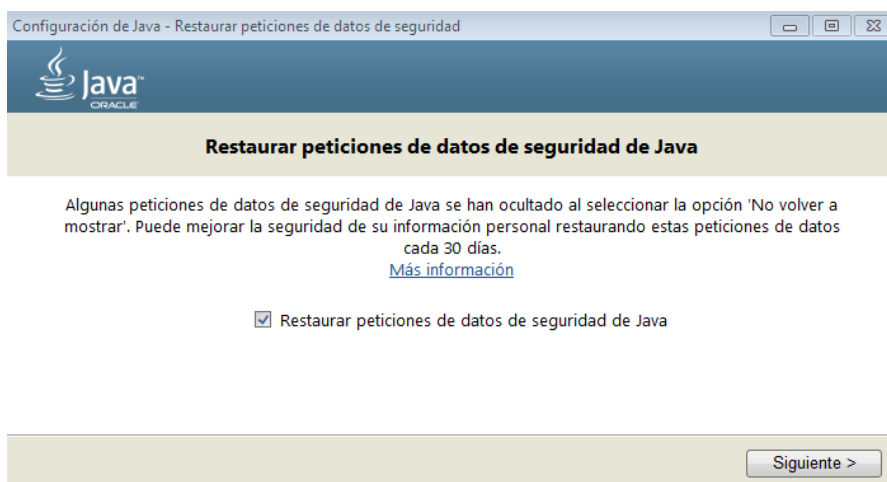 Configuración de Java - Restaurar peticiones de datos de seguridad
Java™
ORACLE
Restaurar peticiones de datos de seguridad de Java
Algunas peticiones de datos de seguridad de Java se han ocultado al seleccionar la opción 'No volver a
mostrar'. Puede mejorar la seguridad de su información personal restaurando estas peticiones de datos
cada 30 días.
Más información
Restaurar peticiones de datos de seguridad de Java
Siguiente >